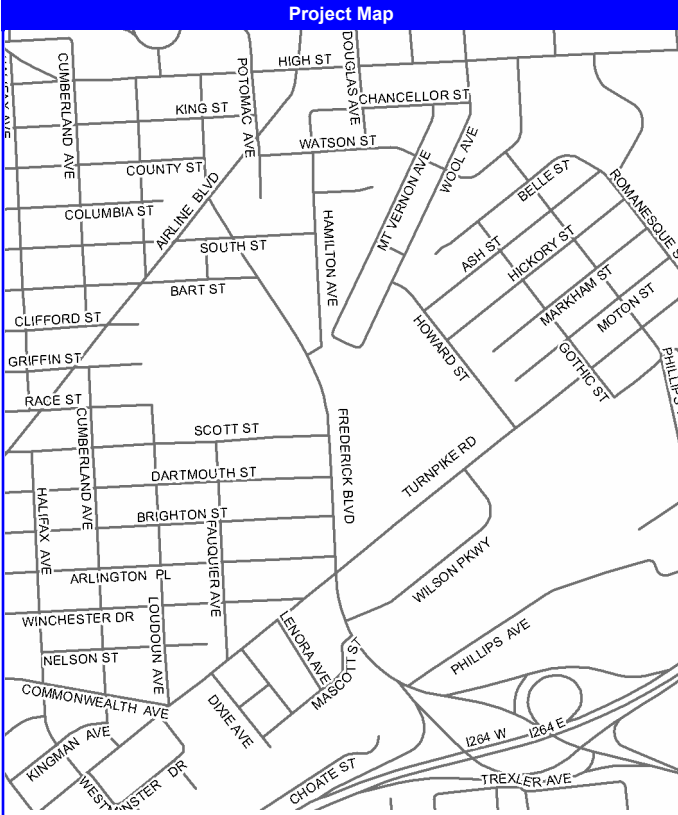 Project Map
HIGH ST
DOUGLAS AVE
CUMBERLAND AVE
POTOMAC AVE
CHANCELLOR ST
KING ST
WATSON ST
MT VERNON AVE
WOOL AVE
COUNTY ST
BELLE ST
ROMANESQUE S
COLUMBIA ST
AIRLINE BLVD
HAMILTON AVE
SOUTH ST
ASH ST
HICKORY ST
BART ST
MARKHAM ST
MOTON ST
CLIFFORD ST
HOWARD ST
GOTHIC ST
PHILLIPS
GRIFFIN ST
RACE ST
CUMBERLAND AVE
SCOTT ST
FREDERICK BLVD
TURNPIKE RD
DARTMOUTH ST
HALIFAX AVE
BRIGHTON ST
FAUQUIER AVE
ARLINGTON PL
WILSON PKWY
WINCHESTER DR
LOUDOUN AVE
LENORA AVE
PHILLIPS AVE
NELSON ST
MASCOTT ST
COMMONWEALTH AVE
DIXIE AVE
KINGMAN AVE
I264 W
I264 E
WESTMINSTER DR
CHOATE ST
TREXLER AVE